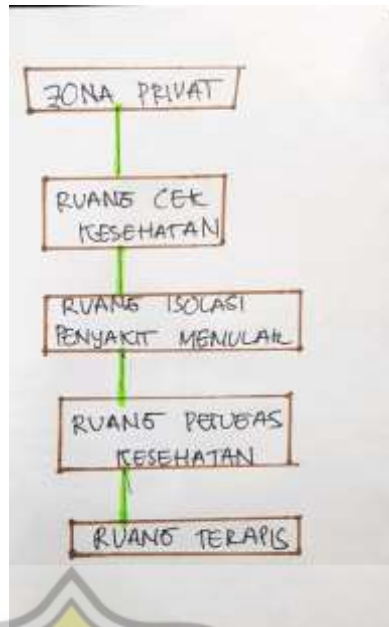 ZONA PRIVAT
RUANG CEK
KESEHATAN
RUANG ISOLASI
PENYAKIT MENULAR
RUANG PETUGAS
KESEHATAN
RUANG TERAPIS